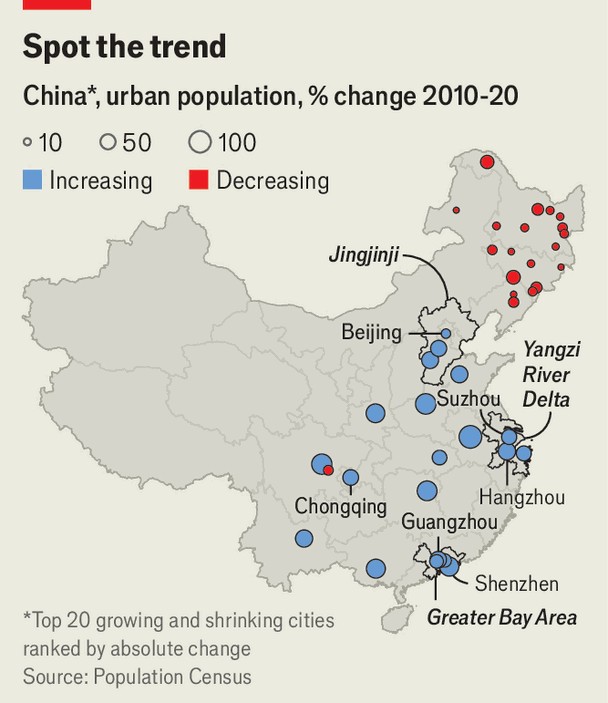 Spot the trend
China*, urban population, % change 2010-20
10 50 100
Increasing Decreasing
Jingjinji
Beijing
Yangzi
River
Delta
Suzhou
Chongqing
Hangzhou
Guangzhou
Shenzhen
Greater Bay Area
*Top 20 growing and shrinking cities
ranked by absolute change
Source: Population Census